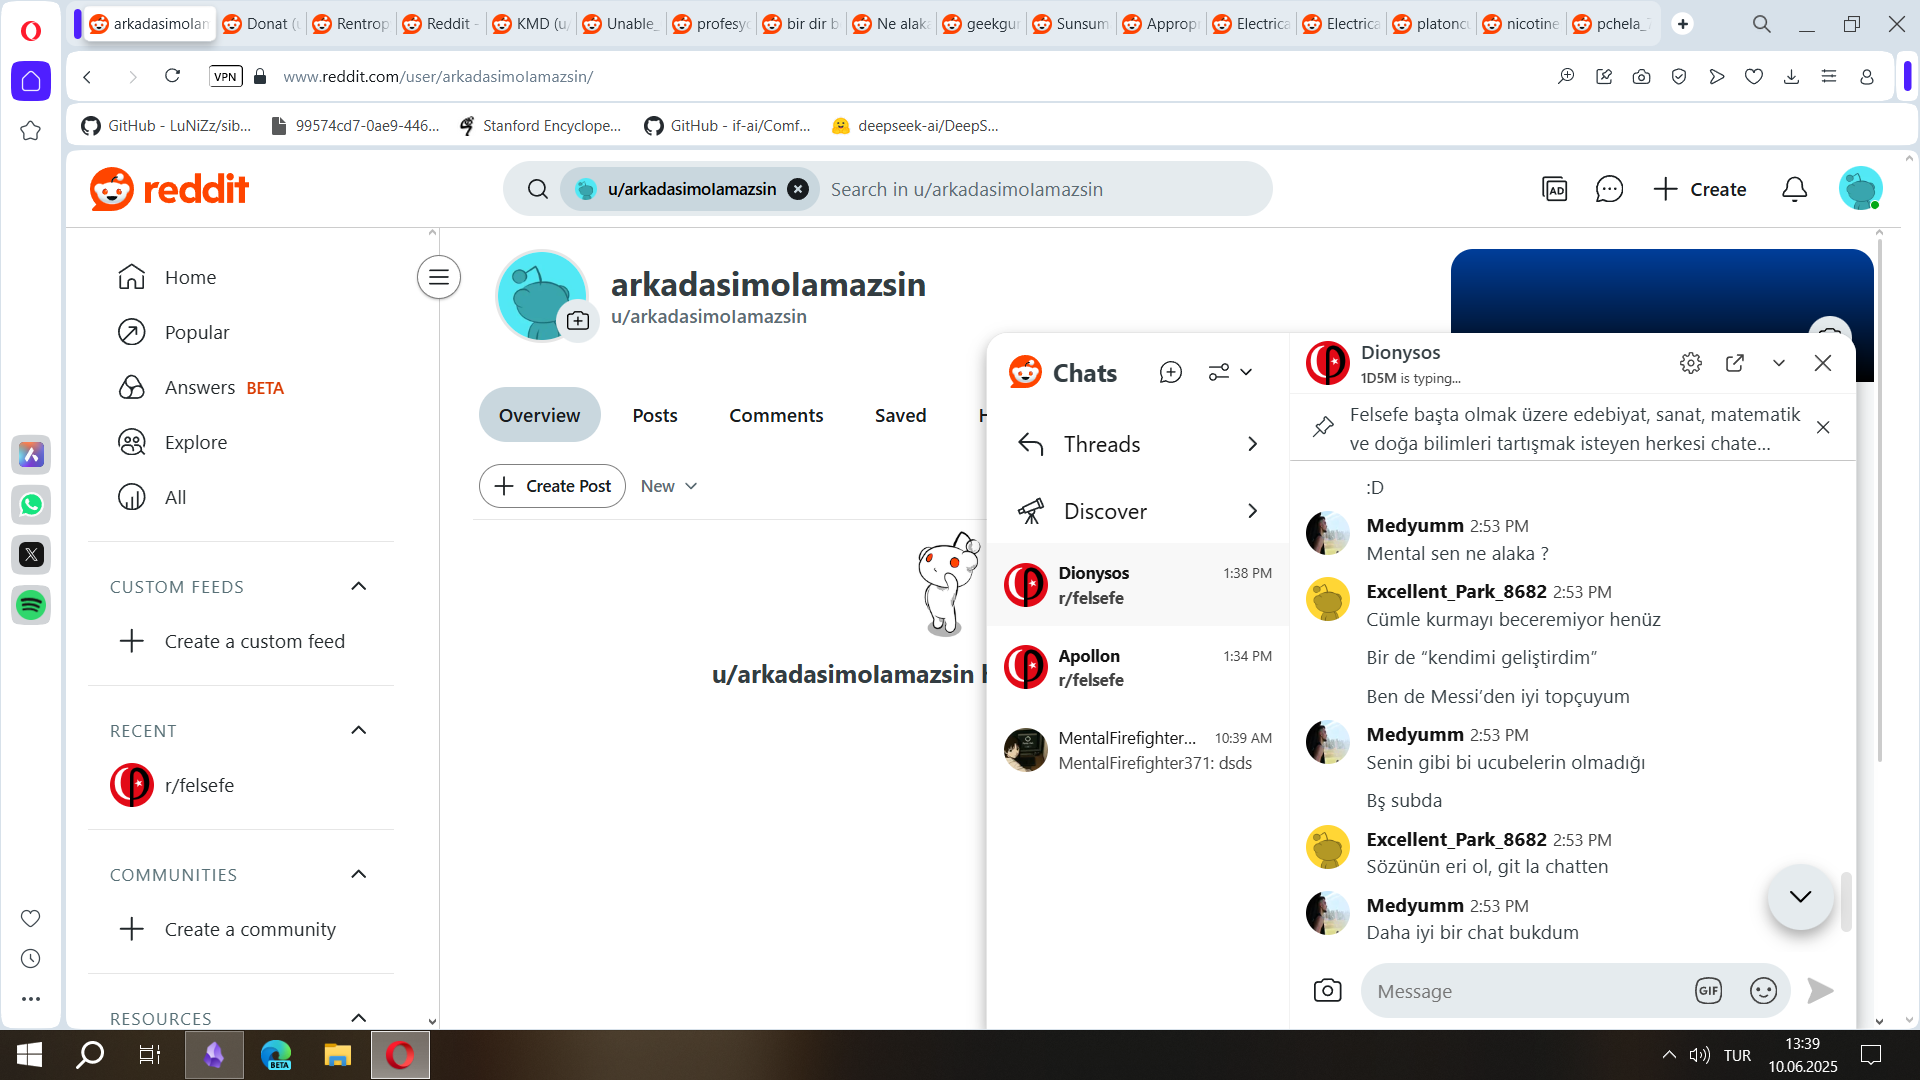 arkadasimolam
Donat (u
Rentrop
Reddit -
KMD (u/
Unable_
profesyc
bir dir b
Ne alaka
geekgur
Sunsum
Appropr
Electrica
Electrica
platoncu
nicotine
pchela_
VPN
www.reddit.com/user/arkadasimolamazsin/
GitHub - LuNiZz/sib...
99574cd7-0ae9-446...
Stanford Encyclope...
GitHub - if-ai/Comf...
deepseek-ai/DeepS...
reddit
u/arkadasimolamazsin
Search in u/arkadasimolamazsin
AD
Create
Home
Popular
Answers BETA
Explore
All
CUSTOM FEEDS
Create a custom feed
RECENT
r/felsefe
COMMUNITIES
Create a community
RESOURCES
arkadasimolamazsin
u/arkadasimolamazsin
Overview
Posts
Comments
Saved
Create Post
New
u/arkadasimolamazsin
Chats
Threads
Discover
Dionysos
1:38 PM
r/felsefe
Apollon
1:34 PM
r/felsefe
MentalFirefighter...
10:39 AM
MentalFirefighter371: dsds
Dionysos
1D5M is typing...
Felsefe başta olmak üzere edebiyat, sanat, matematik
ve doğa bilimleri tartışmak isteyen herkesi chate...
:D
Medyumm 2:53 PM
Mental sen ne alaka ?
Excellent_Park_8682 2:53 PM
Cümle kurmayı beceremiyor henüz
Bir de “kendimi geliştirdim”
Ben de Messi’den iyi topçuyum
Medyumm 2:53 PM
Senin gibi bi ucubelerin olmadığı
Bş subda
Excellent_Park_8682 2:53 PM
Sözünün eri ol, git la chatten
Medyumm 2:53 PM
Daha iyi bir chat bukdum
Message
GIF
BETA
TUR
13:39
10.06.2025